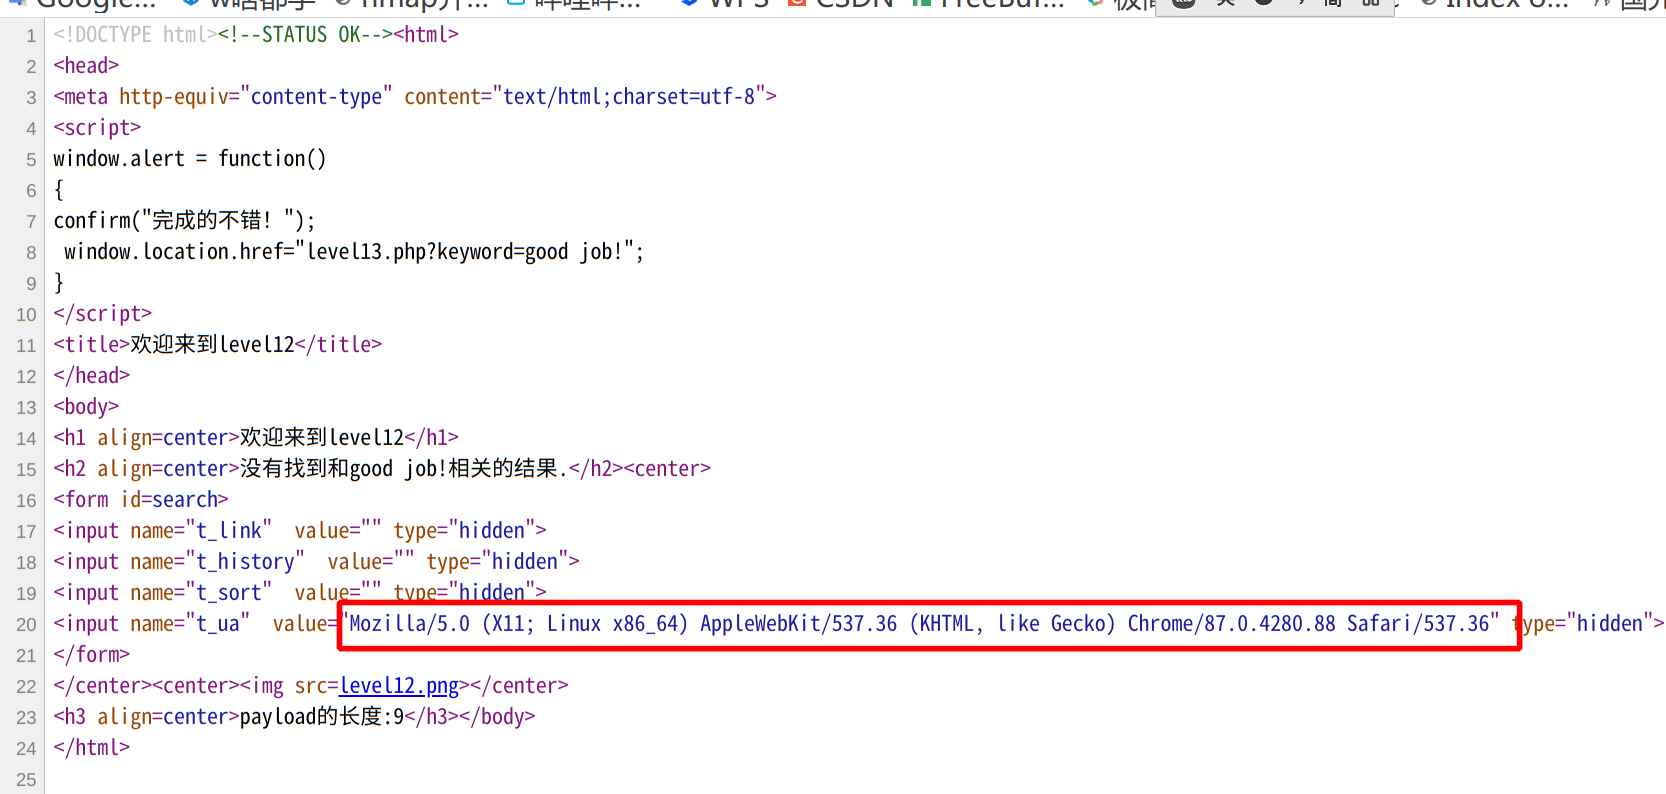 Google...
W啥都学
nmap介...
哔哩哔...
WPS
CSDN
FreeBuf...
极简
英
简
Index o...
1 <!DOCTYPE html><!--STATUS OK--><html>
2 <head>
3 <meta http-equiv="content-type" content="text/html;charset=utf-8">
4 <script>
5 window.alert = function()
6 {
7 confirm("完成的不错！");
8  window.location.href="level13.php?keyword=good job!";
9 }
10 </script>
11 <title>欢迎来到level12</title>
12 </head>
13 <body>
14 <h1 align=center>欢迎来到level12</h1>
15 <h2 align=center>没有找到和good job!相关的结果.</h2><center>
16 <form id=search>
17 <input name="t_link"  value="" type="hidden">
18 <input name="t_history"  value="" type="hidden">
19 <input name="t_sort"  value="" type="hidden">
20 <input name="t_ua"  value="Mozilla/5.0 (X11; Linux x86_64) AppleWebKit/537.36 (KHTML, like Gecko) Chrome/87.0.4280.88 Safari/537.36" type="hidden">
21 </form>
22 </center><center><img src=level12.png></center>
23 <h3 align=center>payload的长度:9</h3></body>
24 </html>
25